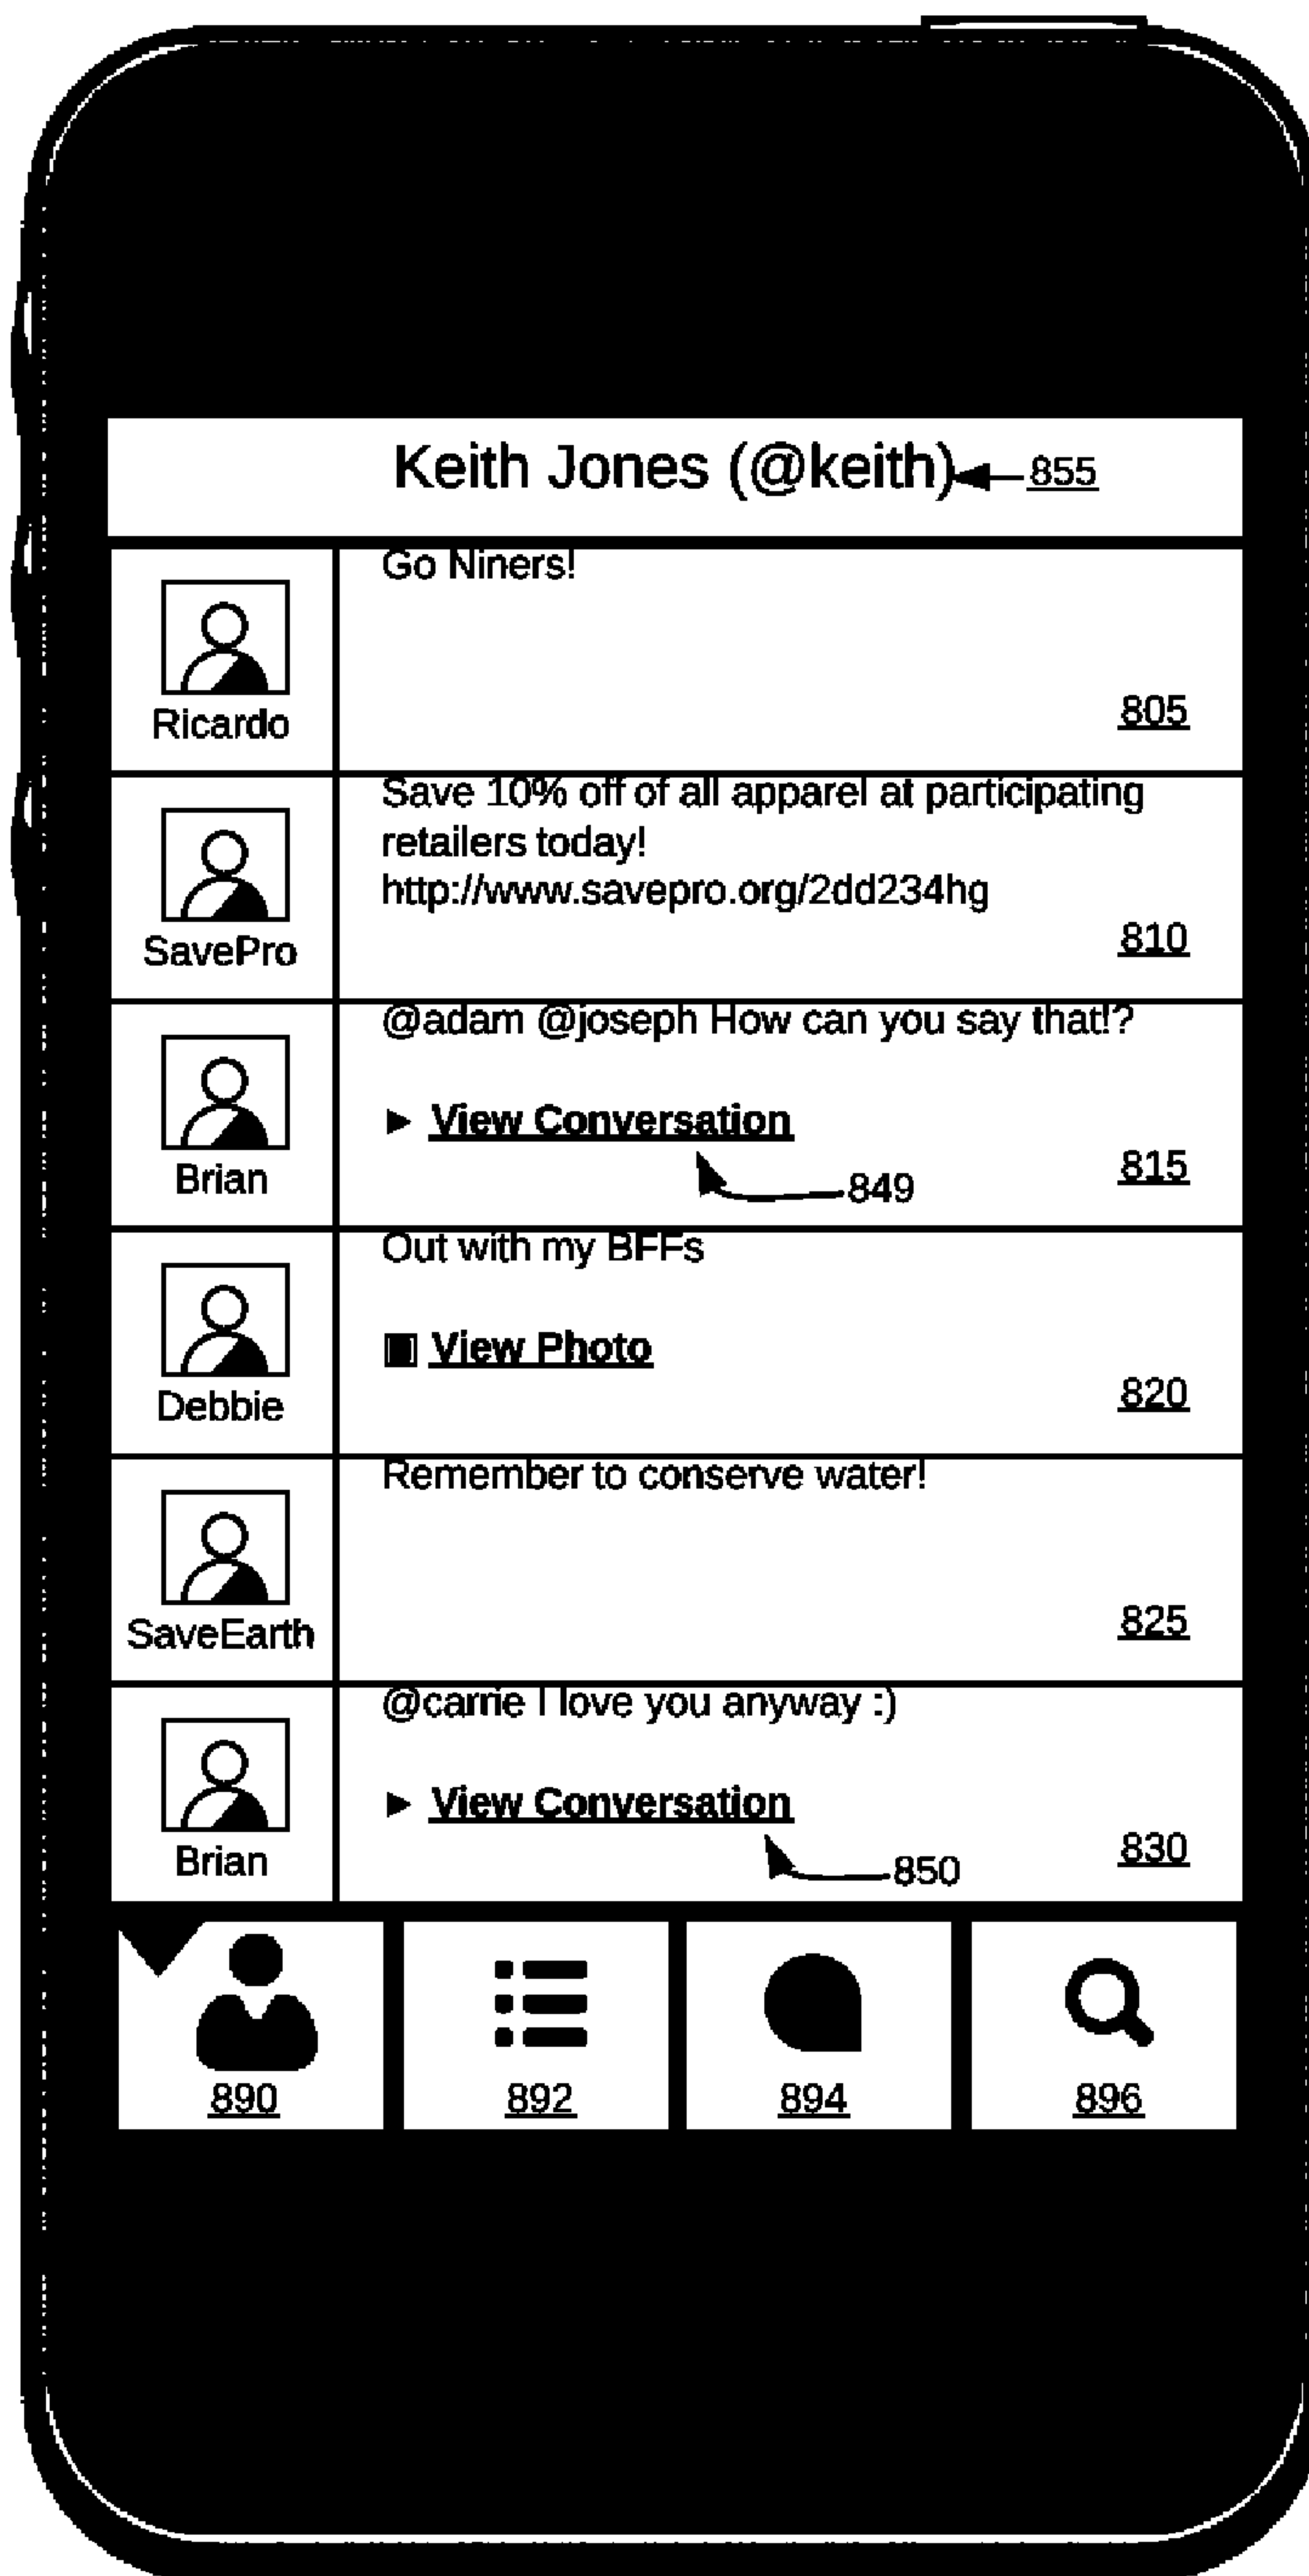 Keith Jones (@keith) 855
Go Niners!
Ricardo
805
Save 10% off of all apparel at participating
retailers today!
http://www.savepro.org/2dd234hg
SavePro
810
@adam @joseph How can you say that!?
View Conversation
849
Brian
815
Out with my BFFs
View Photo
Debbie
820
Remember to conserve water!
SaveEarth
825
@carrie I love you anyway :)
View Conversation
850
Brian
830
890 892 894 896